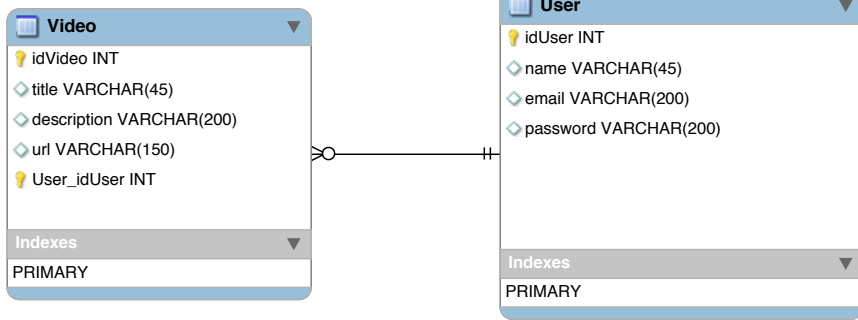 Video
idVideo INT
title VARCHAR(45)
description VARCHAR(200)
url VARCHAR(150)
User_idUser INT
Indexes
PRIMARY
User
idUser INT
name VARCHAR(45)
email VARCHAR(200)
password VARCHAR(200)
Indexes
PRIMARY